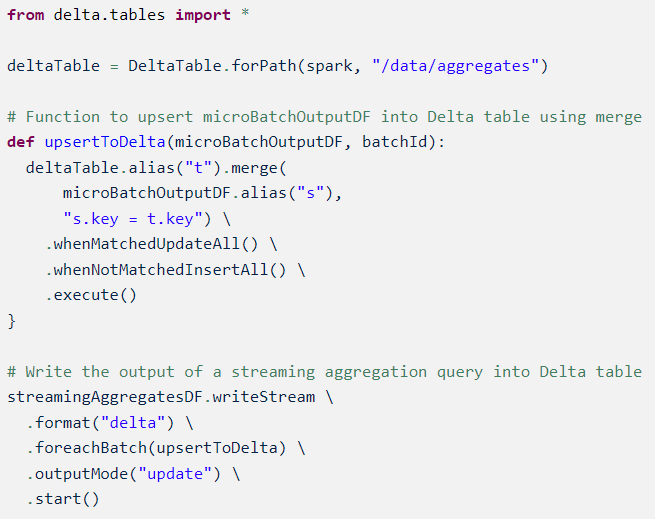 from delta.tables import *
deltaTable = DeltaTable.forPath(spark, "/data/aggregates")
# Function to upsert microBatchOutputDF into Delta table using merge
def upsertToDelta(microBatchOutputDF, batchId):
  deltaTable.alias("t").merge(
      microBatchOutputDF.alias("s"),
      "s.key = t.key") \
    .whenMatchedUpdateAll() \
    .whenNotMatchedInsertAll() \
    .execute()
}
# Write the output of a streaming aggregation query into Delta table
streamingAggregatesDF.writeStream \
  .format("delta") \
  .foreachBatch(upsertToDelta) \
  .outputMode("update") \
  .start()